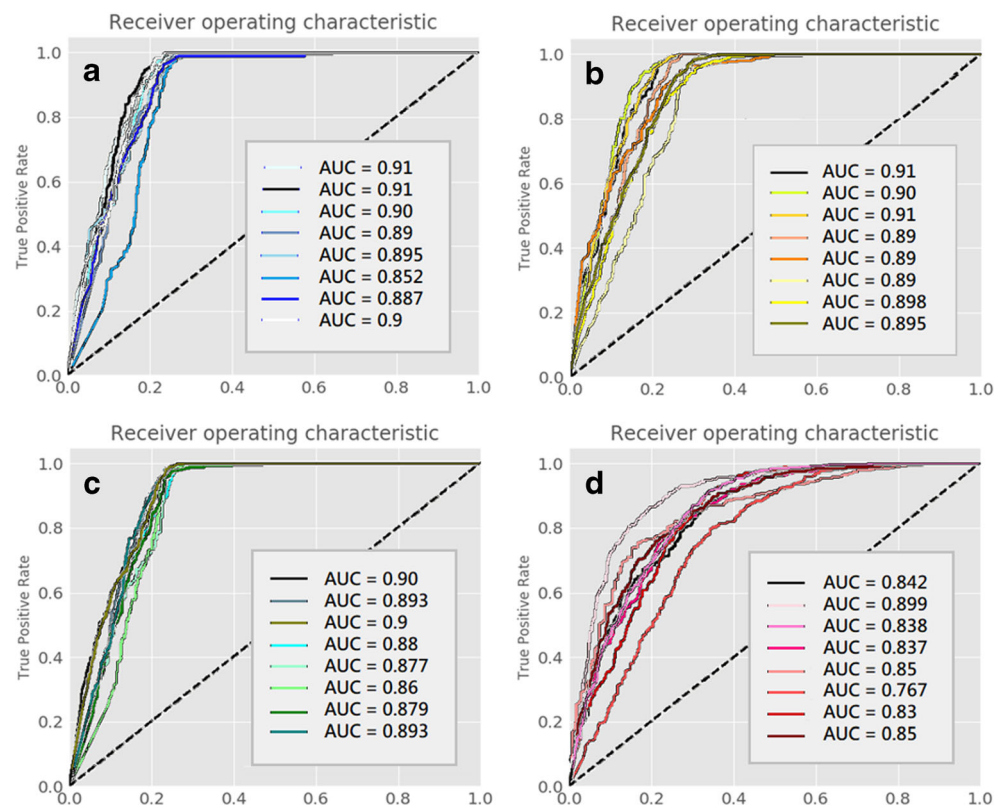 Receiver operating characteristic
a
True Positive Rate
1.0
0.8
0.6
0.4
0.2
0.0
0.0 0.2 0.4 0.6 0.8 1.0
AUC = 0.91
AUC = 0.91
AUC = 0.90
AUC = 0.89
AUC = 0.895
AUC = 0.852
AUC = 0.887
AUC = 0.9
Receiver operating characteristic
b
True Positive Rate
1.0
0.8
0.6
0.4
0.2
0.0
0.0 0.2 0.4 0.6 0.8 1.0
AUC = 0.91
AUC = 0.90
AUC = 0.91
AUC = 0.89
AUC = 0.89
AUC = 0.89
AUC = 0.898
AUC = 0.895
Receiver operating characteristic
c
True Positive Rate
1.0
0.8
0.6
0.4
0.2
0.0
0.0 0.2 0.4 0.6 0.8 1.0
AUC = 0.90
AUC = 0.893
AUC = 0.9
AUC = 0.88
AUC = 0.877
AUC = 0.86
AUC = 0.879
AUC = 0.893
Receiver operating characteristic
d
True Positive Rate
1.0
0.8
0.6
0.4
0.2
0.0
0.0 0.2 0.4 0.6 0.8 1.0
AUC = 0.842
AUC = 0.899
AUC = 0.838
AUC = 0.837
AUC = 0.85
AUC = 0.767
AUC = 0.83
AUC = 0.85